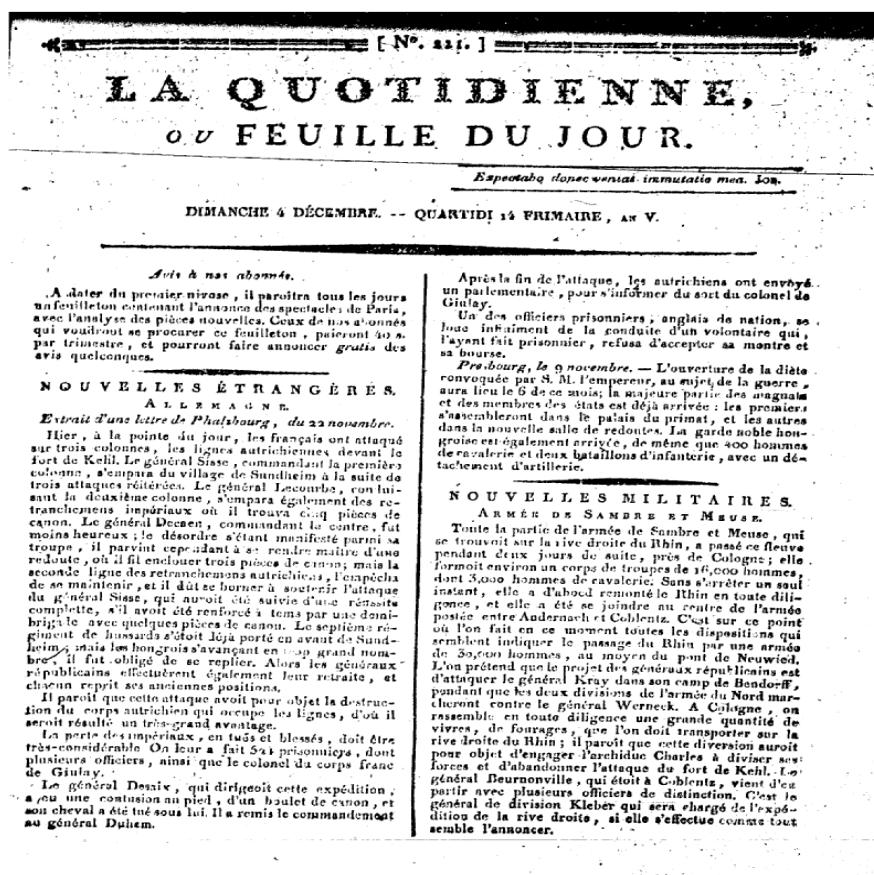 [ N°. 221. ]
LA QUOTIDIENNE,
OU FEUILLE DU JOUR.
Expectabo donec veniat immutatio mea. Job.
DIMANCHE 4 DÉCEMBRE. -- QUARTIDI 14 FRIMAIRE, AN V.
Avis à nos abonnés.
A dater du premier nivose, il paroîtra tous les jours
un feuilleton contenant l'annonce des spectacles de Paris,
avec l'analyse des pièces nouvelles. Ceux de nos abonnés
qui voudront se procurer ce feuilleton, paieront 40 s.
par trimestre, et pourront faire annoncer gratis des
avis quelconques.
NOUVELLES ÉTRANGÈRES.
ALLEMAGNE.
Extrait d'une lettre de Phalsbourg, du 22 novembre.
Hier, à la pointe du jour, les français ont attaqué
sur trois colonnes, les lignes autrichiennes devant le
fort de Kehl. Le général Sisse, commandant la première
colonne, s'empara du village de Sundheim à la suite de
trois attaques réitérées. Le général Lecourbe, condui-
sant la deuxième colonne, s'empara également des re-
tranchemens impériaux où il trouva cinq pièces de
canon. Le général Decaen, commandant le centre, fut
moins heureux ; le désordre s'étant manifesté parmi sa
troupe, il parvint cependant à se rendre maître d'une
redoute, où il fit enclouer trois pièces de canon; mais la
seconde ligne des retranchemens autrichiens, l'empêcha
de se maintenir, et il dût se borner à soutenir l'attaque
du général Sisse, qui auroit été suivie d'une réussite
complette, s'il avoit été renforcé à tems par une demi-
brigade avec quelques pièces de canon. Le septième ré-
giment de hussards s'étoit déjà porté en avant de Sund-
heim; mais les hongrois s'avançant en trop grand nom-
bre, il fut obligé de se replier. Alors les généraux
républicains effectuèrent également leur retraite, et
chacun reprit ses anciennes positions.
Il paroît que cette attaque avoit pour objet la destruc-
tion du corps autrichien qui occupe les lignes, d'où il
seroit résulté un très-grand avantage.
La perte des impériaux, en tués et blessés, doit être
très-considérable On leur a fait 521 prisonniers, dont
plusieurs officiers, ainsi que le colonel du corps franc
de Giulay.
Le général Desaix, qui dirigeoit cette expédition,
a eu une contusion au pied, d'un boulet de canon, et
son cheval a été tué sous lui. Il a remis le commandement
au général Duhem.
Après la fin de l'attaque, les autrichiens ont envoyé
un parlementaire, pour s'informer du sort du colonel de
Giulay.
Un des officiers prisonniers, anglais de nation, se
loue infiniment de la conduite d'un volontaire qui,
l'ayant fait prisonnier, refusa d'accepter sa montre et
sa bourse.
Presbourg, le 9 novembre. — L'ouverture de la diète
convoquée par S. M. l'empereur, au sujet de la guerre,
aura lieu le 6 de ce mois; la majeure partie des magnats
et des membres des états est déjà arrivée : les premiers
s'assembleront dans le palais du primat, et les autres
dans la nouvelle salle de redoutes. La garde noble hon-
groise est également arrivée, de même que 400 hommes
de cavalerie et deux bataillons d'infanterie, avec un dé-
tachement d'artillerie.
NOUVELLES MILITAIRES.
ARMÉE DE SAMBRE ET MEUSE.
Toute la partie de l'armée de Sambre et Meuse, qui
se trouvoit sur la rive droite du Rhin, a passé ce fleuve
pendant deux jours de suite, près de Cologne; elle
formoit environ un corps de troupes de 16,000 hommes,
dont 3,000 hommes de cavalerie. Sans s'arrêter un seul
instant, elle a d'abord remonté le Rhin en toute dili-
gence, et elle a été se joindre au centre de l'armée
postée entre Andernach et Coblentz. C'est sur ce point
où l'on fait en ce moment toutes les dispositions qui
semblent indiquer le passage du Rhin par une armée
de 30,000 hommes, au moyen du pont de Neuwied.
L'on prétend que le projet des généraux républicains est
d'attaquer le général Kray dans son camp de Bendorff,
pendant que les deux divisions de l'armée du Nord mar-
cheront contre le général Werneck. A Cologne, on
rassemble en toute diligence une grande quantité de
vivres, de fourages, que l'on doit transporter sur la
rive droite du Rhin; il paroît que cette diversion auroit
pour objet d'engager l'archiduc Charles à diviser ses
forces et d'abandonner l'attaque du fort de Kehl. Le
général Beurnonville, qui étoit à Coblentz, vient d'en
partir avec plusieurs officiers de distinction. C'est le
général de division Kleber qui sera chargé de l'expé-
dition de la rive droite, si elle s'effectue comme tout
semble l'annoncer.